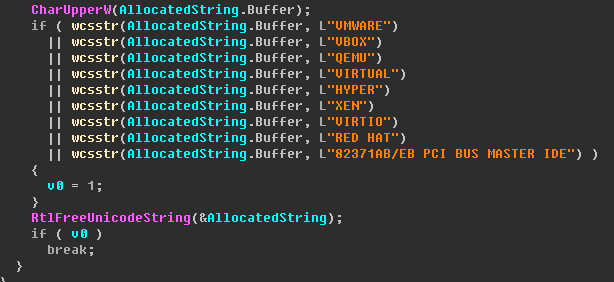 CharUpperW(AllocatedString.Buffer);
if ( wcsstr(AllocatedString.Buffer, L"VMWARE")
|| wcsstr(AllocatedString.Buffer, L"VBOX")
|| wcsstr(AllocatedString.Buffer, L"QEMU")
|| wcsstr(AllocatedString.Buffer, L"VIRTUAL")
|| wcsstr(AllocatedString.Buffer, L"HYPER")
|| wcsstr(AllocatedString.Buffer, L"XEN")
|| wcsstr(AllocatedString.Buffer, L"VIRTIO")
|| wcsstr(AllocatedString.Buffer, L"RED HAT")
|| wcsstr(AllocatedString.Buffer, L"82371AB/EB PCI BUS MASTER IDE") )
{
v0 = 1;
}
RtlFreeUnicodeString(&AllocatedString);
if ( v0 )
break;
}
}